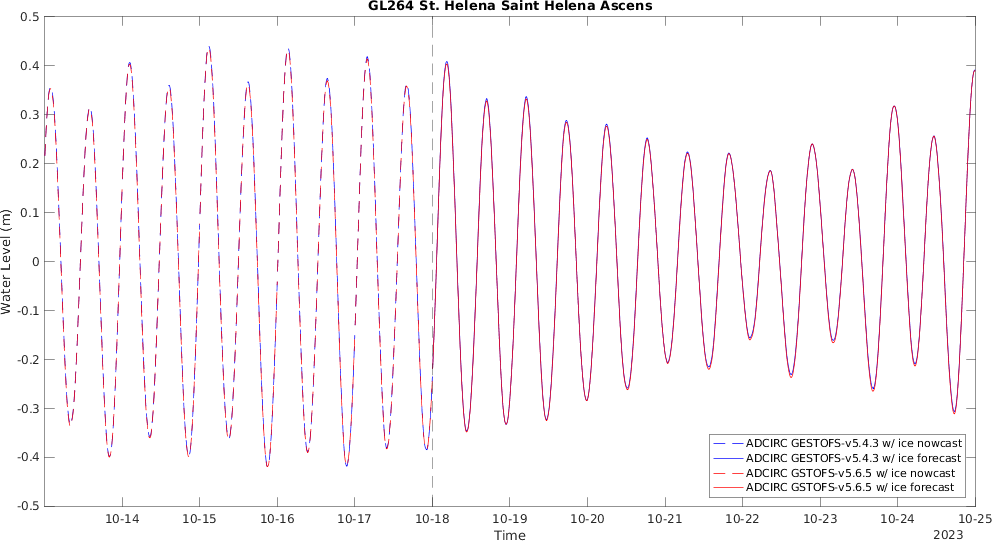 GL264 St. Helena Saint Helena Ascens
0.5
0.4
0.3
0.2
0.1
0
-0.1
-0.2
-0.3
-0.4
-0.5
Water Level (m)
ADCIRC GESTOFS-v5.4.3 w/ ice nowcast
ADCIRC GESTOFS-v5.4.3 w/ ice forecast
ADCIRC GSTOFS-v5.6.5 w/ ice nowcast
ADCIRC GSTOFS-v5.6.5 w/ ice forecast
10-14 10-15 10-16 10-17 10-18 10-19 10-20 10-21 10-22 10-23 10-24 10-25
Time
2023